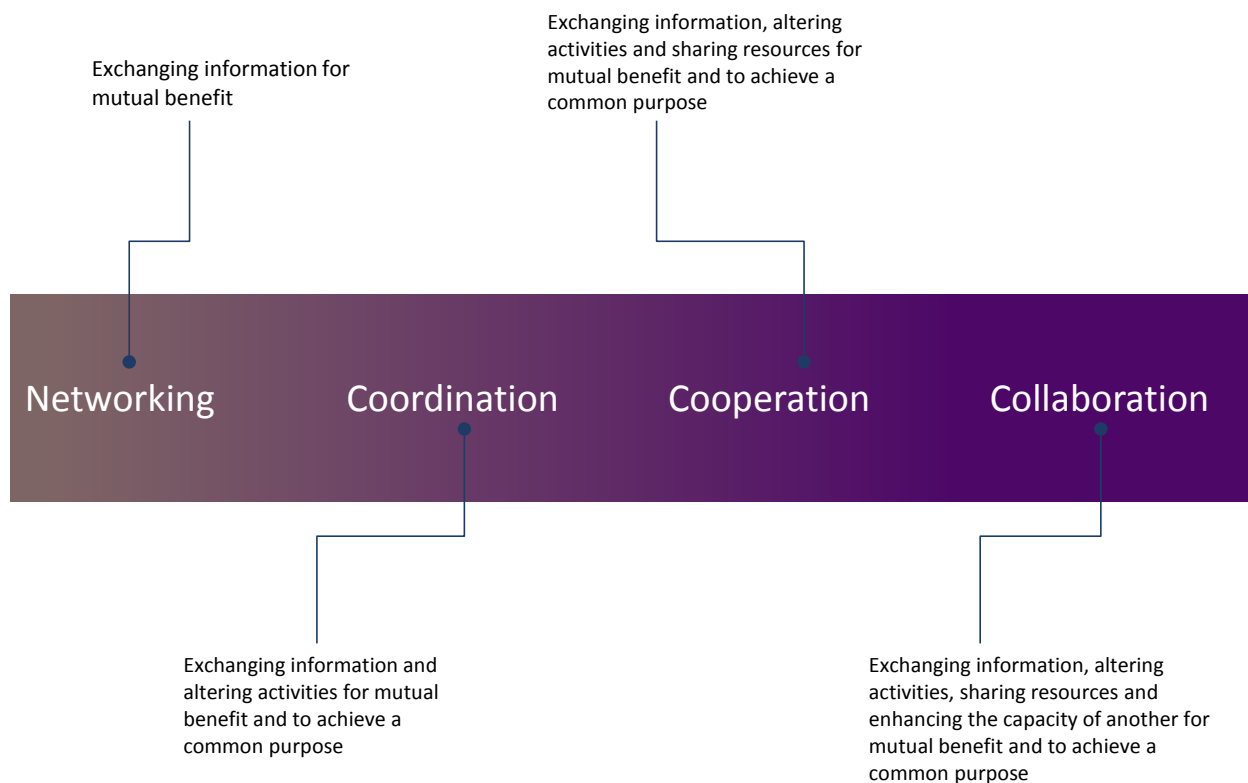 Exchanging information for
mutual benefit
Exchanging information, altering
activities and sharing resources for
mutual benefit and to achieve a
common purpose
Networking
Coordination
Cooperation
Collaboration
Exchanging information and
altering activities for mutual
benefit and to achieve a
common purpose
Exchanging information, altering
activities, sharing resources and
enhancing the capacity of another for
mutual benefit and to achieve a
common purpose